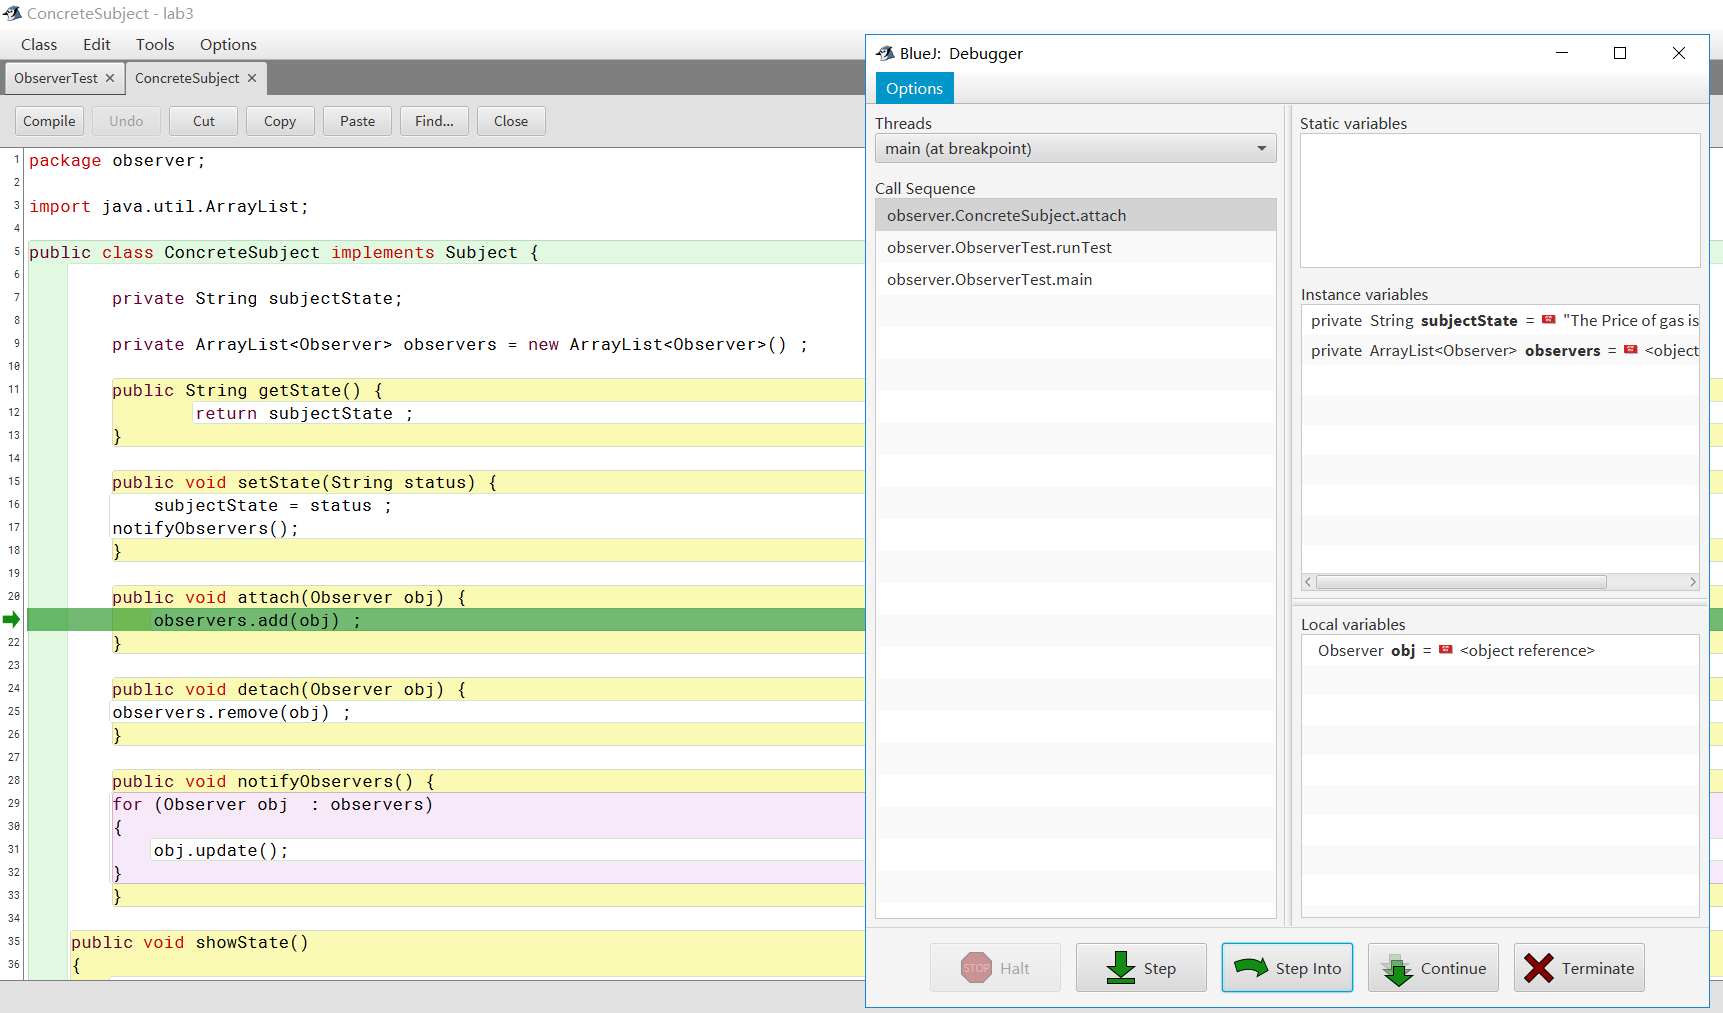 ConcreteSubject - lab3
Class Edit Tools Options
ObserverTest ✕ ConcreteSubject ✕
Compile Undo Cut Copy Paste Find... Close
1 package observer;
2
3 import java.util.ArrayList;
4
5 public class ConcreteSubject implements Subject {
6
7 private String subjectState;
8
9 private ArrayList<Observer> observers = new ArrayList<Observer>() ;
10
11 public String getState() {
12 return subjectState ;
13 }
14
15 public void setState(String status) {
16 subjectState = status ;
17 notifyObservers();
18 }
19
20 public void attach(Observer obj) {
observers.add(obj) ;
22 }
23
24 public void detach(Observer obj) {
25 observers.remove(obj) ;
26 }
27
28 public void notifyObservers() {
29 for (Observer obj  : observers)
30 {
31 obj.update();
32 }
33 }
34
35 public void showState()
36 {
BlueJ: Debugger
Options
Threads
main (at breakpoint)
Call Sequence
observer.ConcreteSubject.attach
observer.ObserverTest.runTest
observer.ObserverTest.main
Static variables
Instance variables
private String subjectState = "The Price of gas is
private ArrayList<Observer> observers = <object
Local variables
Observer obj = <object reference>
STOP Halt Step Step Into Continue Terminate